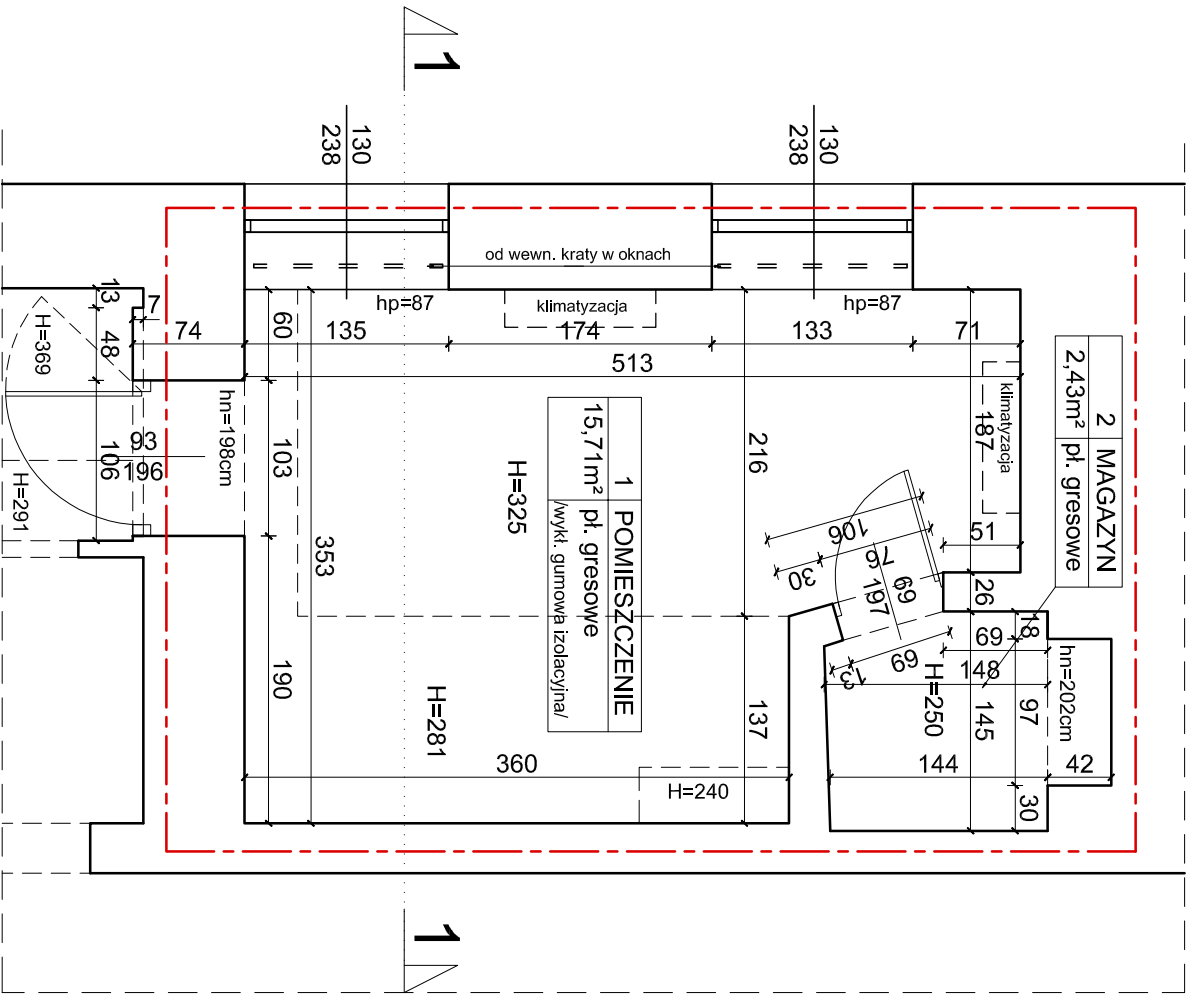 1
130
238
130
238
od wewn. kraty w oknach
hp=87
klimatyzacja
hp=87
13
7
74
60
135
174
133
71
48
H=369
513
klimatyzacja
187
2 MAGAZYN
2,43m² pł. gresowe
hn=198cm
93
196
106
103
H=291
H=325
1 POMIESZCZENIE
15,71m² pł. gresowe
/wykł. gumowa izolacyjna/
216
353
106
76
30
69
197
51
26
18
69
69
13
148
H=250
145
97
hn=202cm
190
H=281
137
360
H=240
144
42
30
1